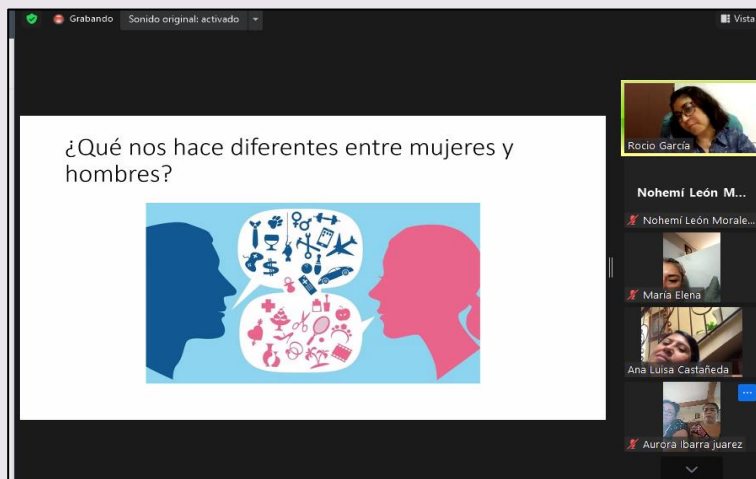 Grabando
Sonido original: activado
Vista
¿Qué nos hace diferentes entre mujeres y
hombres?
Rocio García
Nohemí León M...
Nohemí León Morale...
María Elena
Ana Luisa Castañeda
Aurora Ibarra juarez